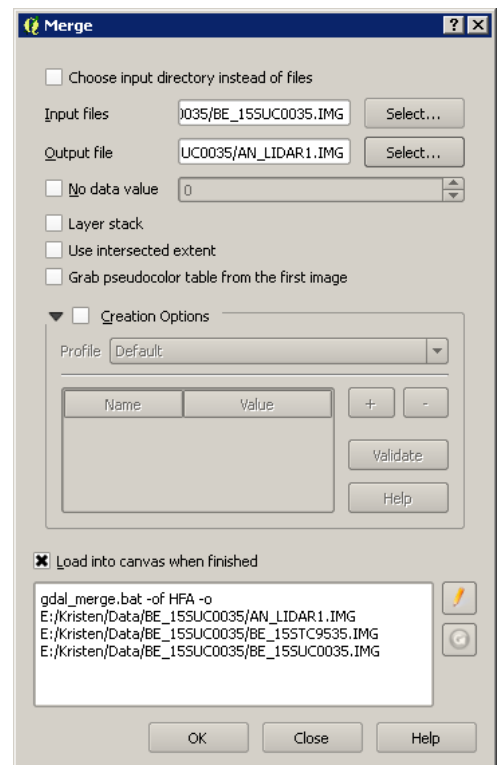 Merge
Choose input directory instead of files
Input files
0035/BE_15SUC0035.IMG
Select...
Output file
UC0035/AN_LIDAR1.IMG
Select...
No data value
0
Layer stack
Use intersected extent
Grab pseudocolor table from the first image
Creation Options
Profile
Default
Name
Value
+
-
Validate
Help
Load into canvas when finished
gdal_merge.bat -of HFA -o
E:/Kristen/Data/BE_15SUC0035/AN_LIDAR1.IMG
E:/Kristen/Data/BE_15SUC0035/BE_15STC9535.IMG
E:/Kristen/Data/BE_15SUC0035/BE_15SUC0035.IMG
OK
Close
Help